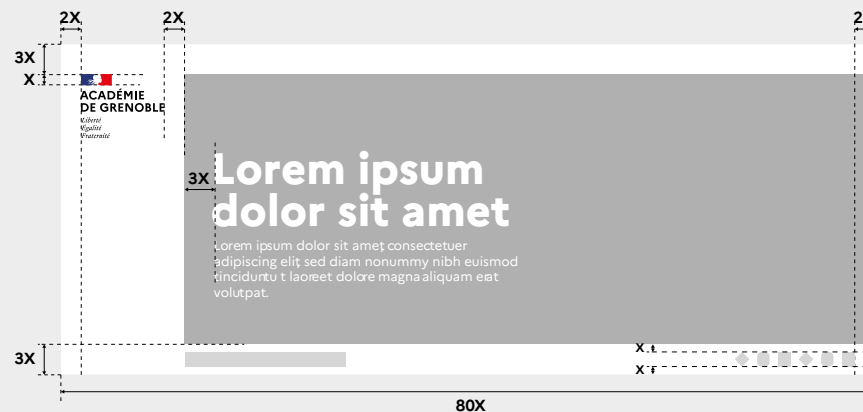 2X
2X
2
3X
X
ACADÉMIE
DE GRENOBLE
Liberté
Égalité
Fraternité
Lorem ipsum
3X
dolor sit amet
Lorem ipsum dolor sit amet, consectetuer
adipiscing elit, sed diam nonummy nibh euismod
tinciduntu t laoreet dolore magna aliquam erat
volutpat.
X
3X
X
80X